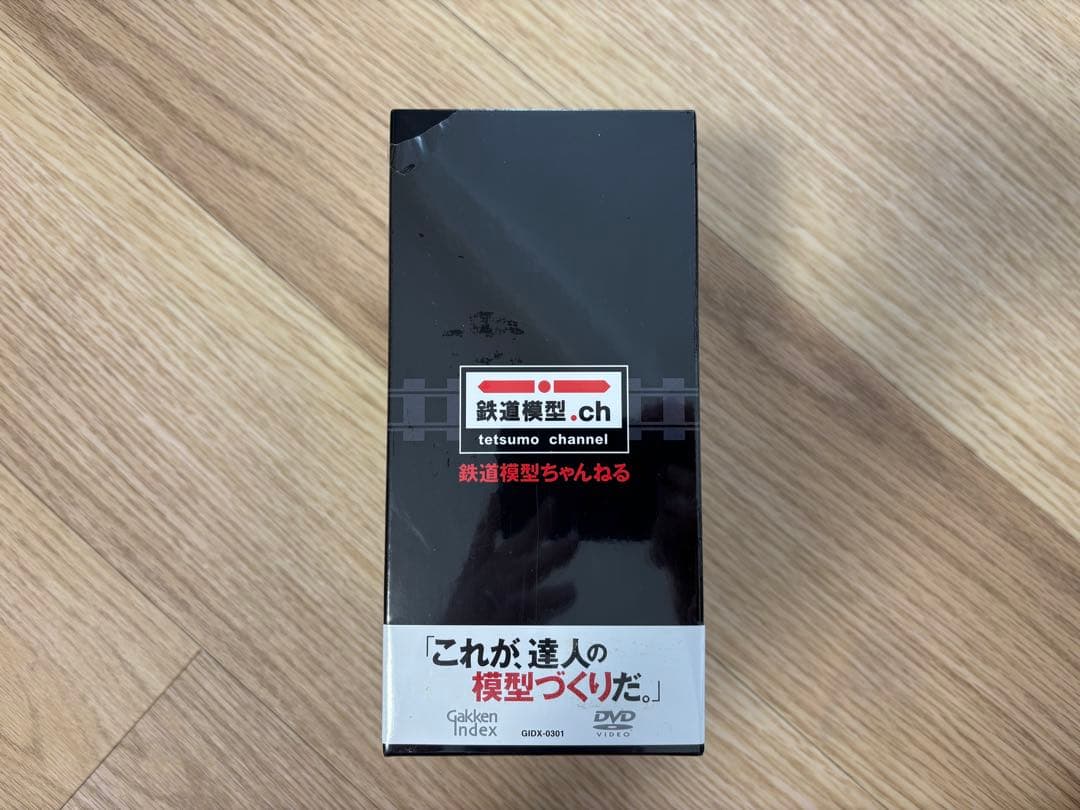 鉄道模型.ch
tetsumo channel
鉄道模型ちゃんねる
「これが、達人の
模型づくりだ。」
Gakken
Index
GIDX-0301
DVD
VIDEO